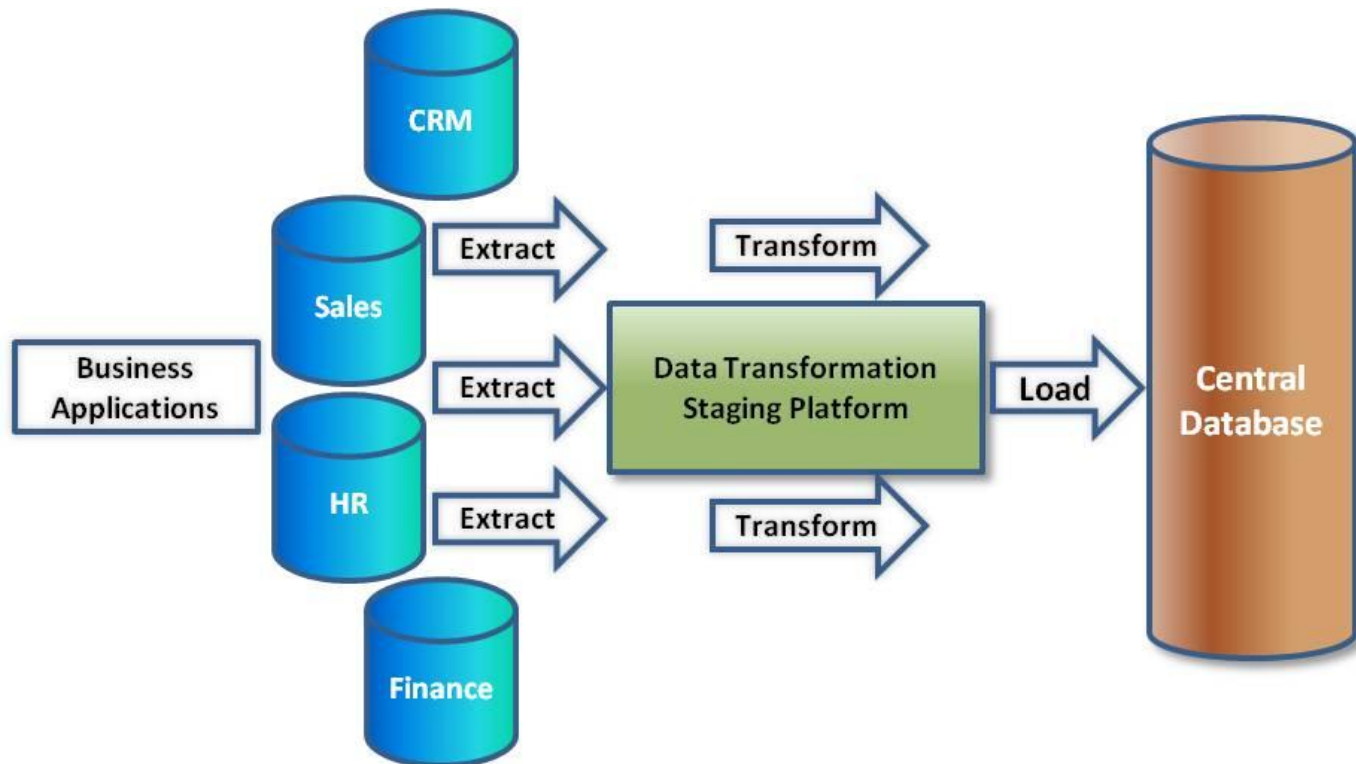 CRM
Sales
HR
Finance
Business
Applications
Extract
Extract
Extract
Transform
Data Transformation
Staging Platform
Transform
Load
Central
Database